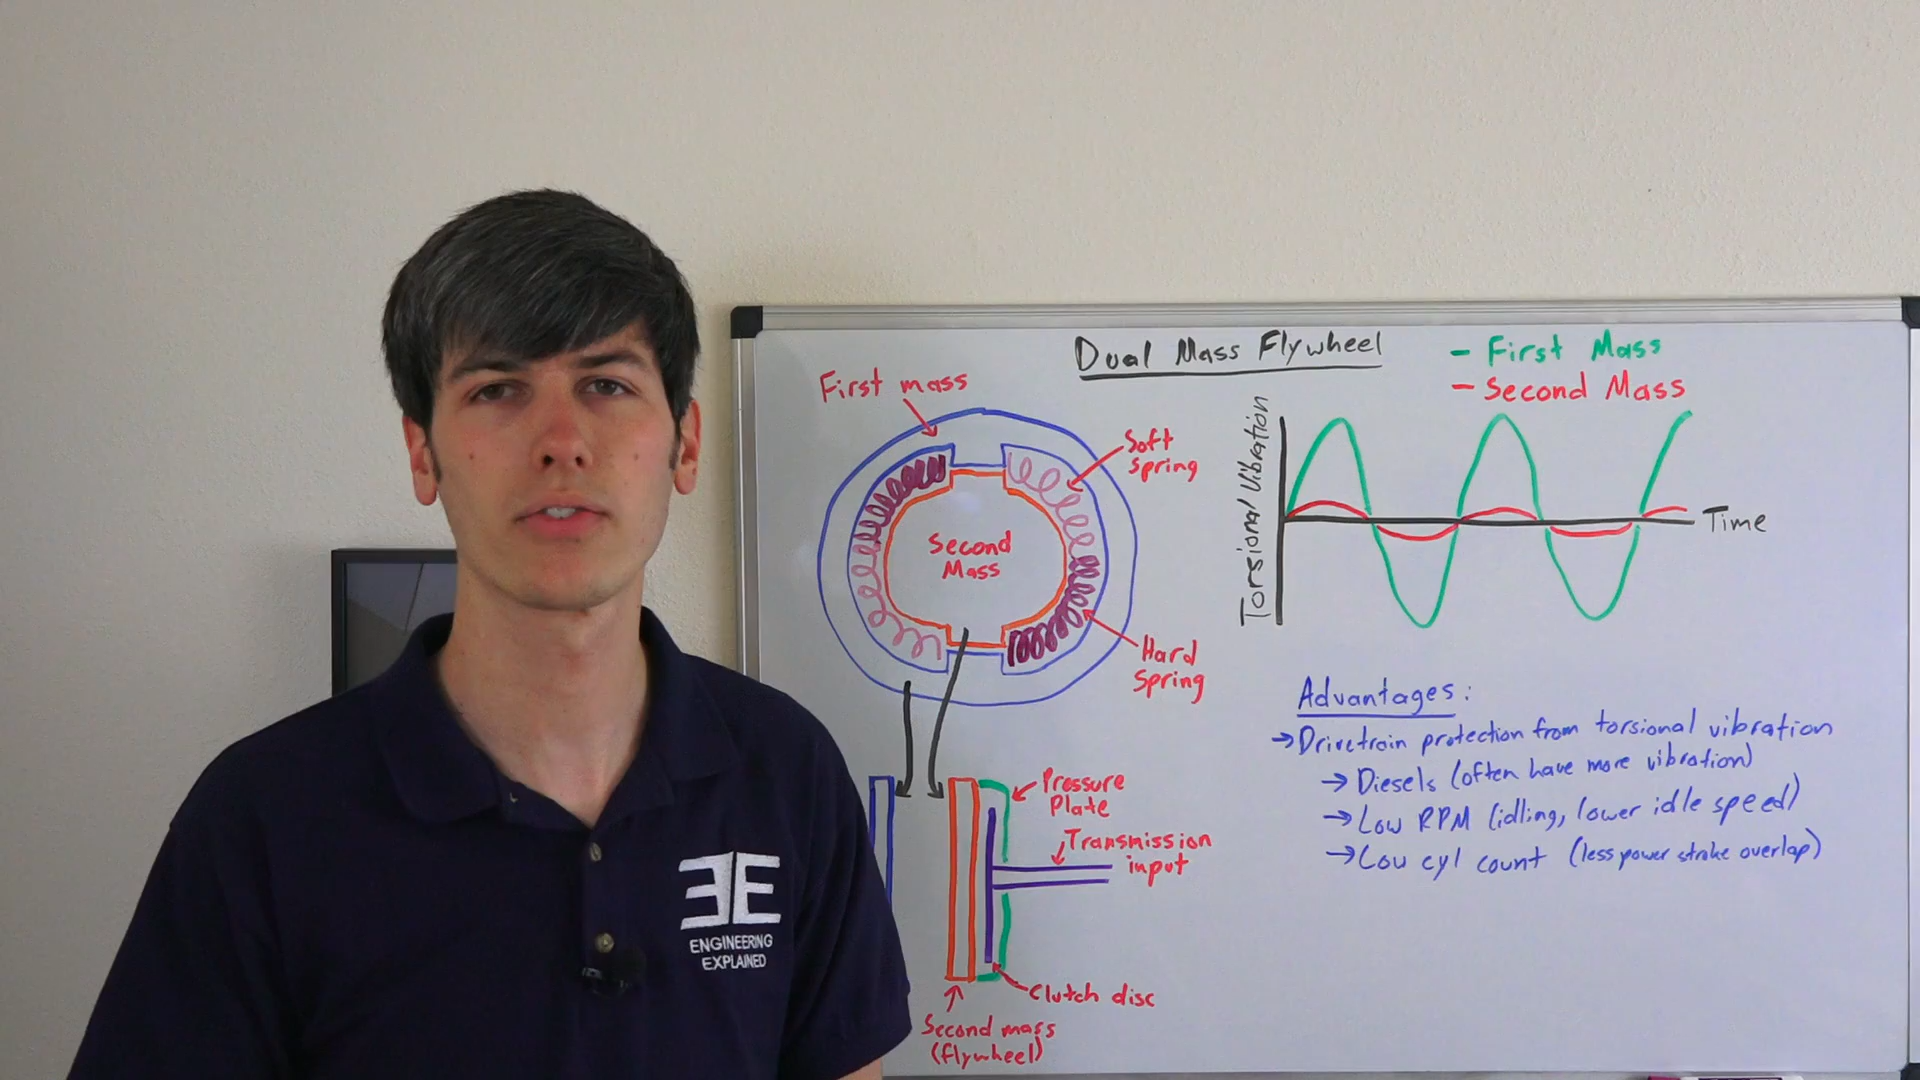 Dual Mass Flywheel
- First Mass
- Second Mass
First mass
Soft
Spring
Second
Mass
Hard
Spring
Torsional Vibration
Time
Pressure
Plate
Transmission
input
Clutch disc
Second mass
(flywheel)
Advantages:
→ Drivetrain protection from torsional vibration
→ Diesels (often have more vibration)
→ Low RPM (idling, lower idle speed)
→ Low cyl count (less power stroke overlap)
ƎE
ENGINEERING
EXPLAINED